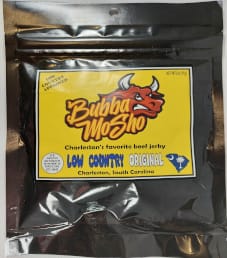 Bubba
MoSho
Charleston's favorite beef jerky
LOW COUNTRY ORIGINAL
Charleston, South Carolina